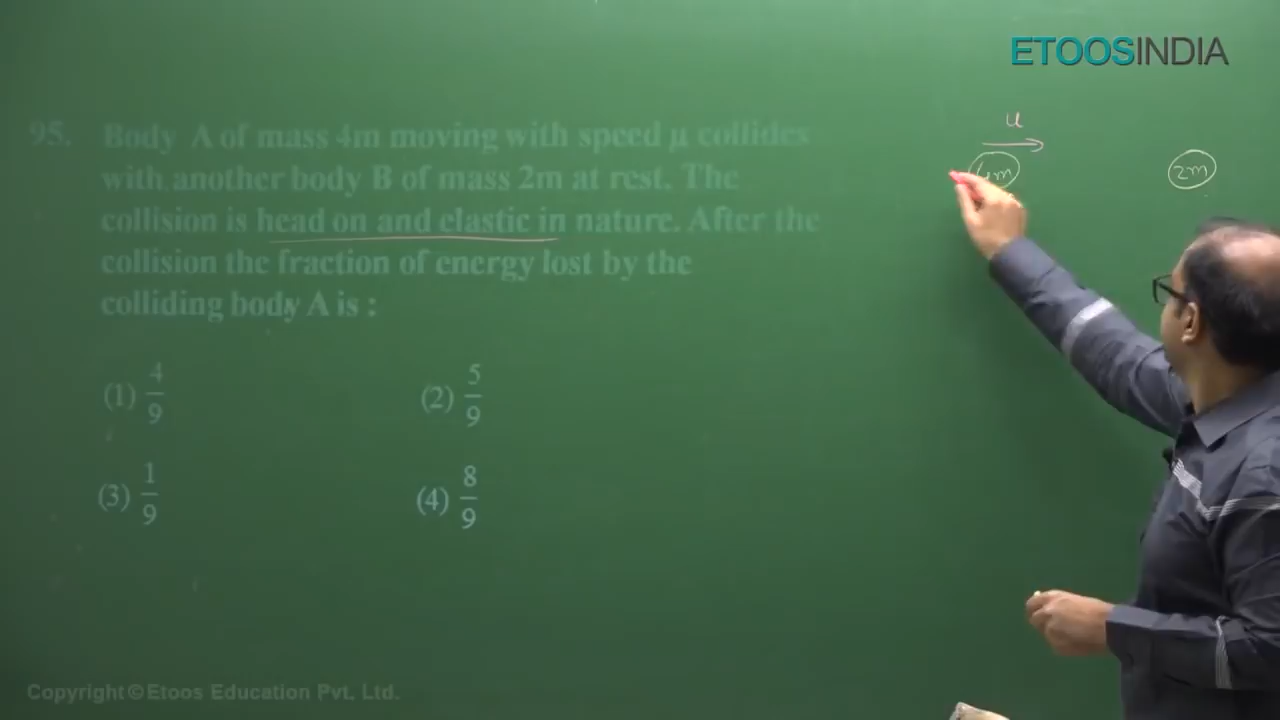 ETOOSINDIA
95. Body A of mass 4m moving with speed μ collides
with another body B of mass 2m at rest. The
collision is head on and elastic in nature. After the
collision the fraction of energy lost by the
colliding body A is :
(1) 4/9 (2) 5/9
(3) 1/9 (4) 8/9
u
2m
Copyright © Etoos Education Pvt. Ltd.